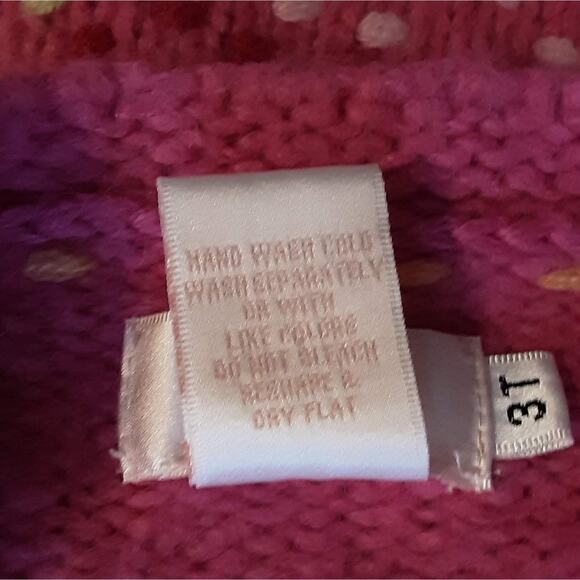 HAND WASH COLD
WASH SEPARATELY
OR WITH
LIKE COLORS
DO NOT BLEACH
RESHAPE &
DRY FLAT
3T